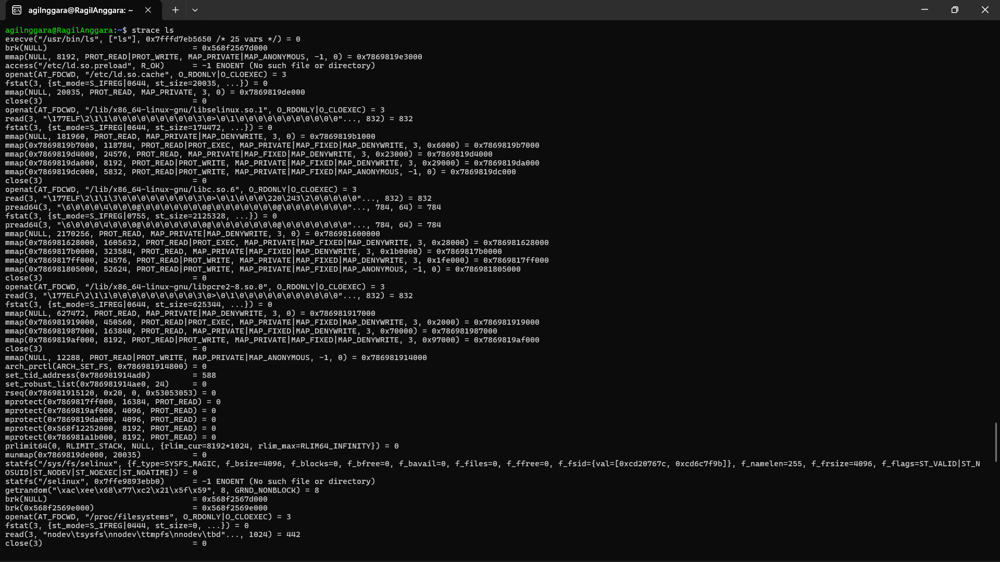 agilnggara@RagilAnggara: ~
agilnggara@RagilAnggara:~$ strace ls
execve("/usr/bin/ls", ["ls"], 0x7fffd7eb5650 /* 25 vars */) = 0
brk(NULL)                               = 0x568f2567d000
mmap(NULL, 8192, PROT_READ|PROT_WRITE, MAP_PRIVATE|MAP_ANONYMOUS, -1, 0) = 0x7869819e3000
access("/etc/ld.so.preload", R_OK)      = -1 ENOENT (No such file or directory)
openat(AT_FDCWD, "/etc/ld.so.cache", O_RDONLY|O_CLOEXEC) = 3
fstat(3, {st_mode=S_IFREG|0644, st_size=20035, ...}) = 0
mmap(NULL, 20035, PROT_READ, MAP_PRIVATE, 3, 0) = 0x7869819de000
close(3)                                = 0
openat(AT_FDCWD, "/lib/x86_64-linux-gnu/libselinux.so.1", O_RDONLY|O_CLOEXEC) = 3
read(3, "\177ELF\2\1\1\0\0\0\0\0\0\0\0\0\3\0>\0\1\0\0\0\0\0\0\0\0\0\0\0"..., 832) = 832
fstat(3, {st_mode=S_IFREG|0644, st_size=174472, ...}) = 0
mmap(NULL, 181960, PROT_READ, MAP_PRIVATE|MAP_DENYWRITE, 3, 0) = 0x7869819b1000
mmap(0x7869819b7000, 118784, PROT_READ|PROT_EXEC, MAP_PRIVATE|MAP_FIXED|MAP_DENYWRITE, 3, 0x6000) = 0x7869819b7000
mmap(0x7869819d4000, 24576, PROT_READ, MAP_PRIVATE|MAP_FIXED|MAP_DENYWRITE, 3, 0x23000) = 0x7869819d4000
mmap(0x7869819da000, 8192, PROT_READ|PROT_WRITE, MAP_PRIVATE|MAP_FIXED|MAP_DENYWRITE, 3, 0x29000) = 0x7869819da000
mmap(0x7869819dc000, 5832, PROT_READ|PROT_WRITE, MAP_PRIVATE|MAP_FIXED|MAP_ANONYMOUS, -1, 0) = 0x7869819dc000
close(3)                                = 0
openat(AT_FDCWD, "/lib/x86_64-linux-gnu/libc.so.6", O_RDONLY|O_CLOEXEC) = 3
read(3, "\177ELF\2\1\1\3\0\0\0\0\0\0\0\0\3\0>\0\1\0\0\0\220\243\2\0\0\0\0\0"..., 832) = 832
pread64(3, "\6\0\0\0\4\0\0\0@\0\0\0\0\0\0\0@\0\0\0\0\0\0\0@\0\0\0\0\0\0\0"..., 784, 64) = 784
fstat(3, {st_mode=S_IFREG|0755, st_size=2125328, ...}) = 0
pread64(3, "\6\0\0\0\4\0\0\0@\0\0\0\0\0\0\0@\0\0\0\0\0\0\0@\0\0\0\0\0\0\0"..., 784, 64) = 784
mmap(NULL, 2170256, PROT_READ, MAP_PRIVATE|MAP_DENYWRITE, 3, 0) = 0x786981600000
mmap(0x786981628000, 1605632, PROT_READ|PROT_EXEC, MAP_PRIVATE|MAP_FIXED|MAP_DENYWRITE, 3, 0x28000) = 0x786981628000
mmap(0x7869817b0000, 323584, PROT_READ, MAP_PRIVATE|MAP_FIXED|MAP_DENYWRITE, 3, 0x1b0000) = 0x7869817b0000
mmap(0x7869817ff000, 24576, PROT_READ|PROT_WRITE, MAP_PRIVATE|MAP_FIXED|MAP_DENYWRITE, 3, 0x1fe000) = 0x7869817ff000
mmap(0x786981805000, 52624, PROT_READ|PROT_WRITE, MAP_PRIVATE|MAP_FIXED|MAP_ANONYMOUS, -1, 0) = 0x786981805000
close(3)                                = 0
openat(AT_FDCWD, "/lib/x86_64-linux-gnu/libpcre2-8.so.0", O_RDONLY|O_CLOEXEC) = 3
read(3, "\177ELF\2\1\1\0\0\0\0\0\0\0\0\0\3\0>\0\1\0\0\0\0\0\0\0\0\0\0\0"..., 832) = 832
fstat(3, {st_mode=S_IFREG|0644, st_size=625344, ...}) = 0
mmap(NULL, 627472, PROT_READ, MAP_PRIVATE|MAP_DENYWRITE, 3, 0) = 0x786981917000
mmap(0x786981919000, 450560, PROT_READ|PROT_EXEC, MAP_PRIVATE|MAP_FIXED|MAP_DENYWRITE, 3, 0x2000) = 0x786981919000
mmap(0x786981987000, 163840, PROT_READ, MAP_PRIVATE|MAP_FIXED|MAP_DENYWRITE, 3, 0x70000) = 0x786981987000
mmap(0x7869819af000, 8192, PROT_READ|PROT_WRITE, MAP_PRIVATE|MAP_FIXED|MAP_DENYWRITE, 3, 0x97000) = 0x7869819af000
close(3)                                = 0
mmap(NULL, 12288, PROT_READ|PROT_WRITE, MAP_PRIVATE|MAP_ANONYMOUS, -1, 0) = 0x786981914000
arch_prctl(ARCH_SET_FS, 0x786981914800) = 0
set_tid_address(0x786981914ad0)         = 588
set_robust_list(0x786981914ae0, 24)     = 0
rseq(0x786981915120, 0x20, 0, 0x53053053) = 0
mprotect(0x7869817ff000, 16384, PROT_READ) = 0
mprotect(0x7869819af000, 4096, PROT_READ) = 0
mprotect(0x7869819da000, 4096, PROT_READ) = 0
mprotect(0x568f12252000, 8192, PROT_READ) = 0
mprotect(0x786981a1b000, 8192, PROT_READ) = 0
prlimit64(0, RLIMIT_STACK, NULL, {rlim_cur=8192*1024, rlim_max=RLIM64_INFINITY}) = 0
munmap(0x7869819de000, 20035)           = 0
statfs("/sys/fs/selinux", {f_type=SYSFS_MAGIC, f_bsize=4096, f_blocks=0, f_bfree=0, f_bavail=0, f_files=0, f_ffree=0, f_fsid={val=[0xcd20767c, 0xcd6c7f9b]}, f_namelen=255, f_frsize=4096, f_flags=ST_VALID|ST_N
OSUID|ST_NODEV|ST_NOEXEC|ST_NOATIME}) = 0
statfs("/selinux", 0x7ffe9893ebb0)      = -1 ENOENT (No such file or directory)
getrandom("\xac\xee\x68\x77\xc2\x21\x5f\x59", 8, GRND_NONBLOCK) = 8
brk(NULL)                               = 0x568f2567d000
brk(0x568f2569e000)                     = 0x568f2569e000
openat(AT_FDCWD, "/proc/filesystems", O_RDONLY|O_CLOEXEC) = 3
fstat(3, {st_mode=S_IFREG|0444, st_size=0, ...}) = 0
read(3, "nodev\tsysfs\nnodev\ttmpfs\nnodev\tbd"..., 1024) = 442
close(3)                                = 0